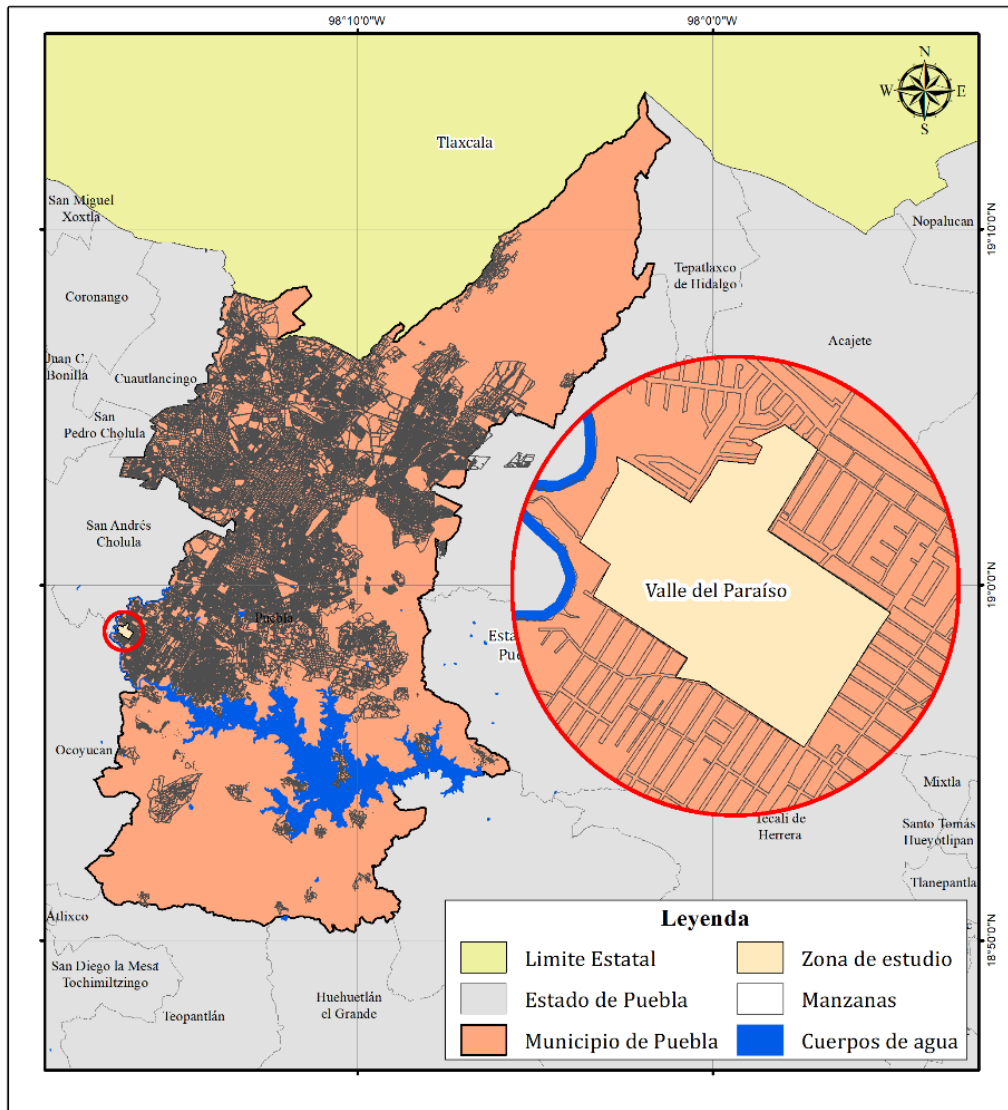 98°10'0"W
98°0'0"W
N
W
E
S
Tlaxcala
San Miguel
Xoxtla
Nopalucan
19°10'0"N
Tepatlaxco
de Hidalgo
Coronango
Acajete
Juan C.
Bonilla
Cuautlancingo
San
Pedro Cholula
San Andrés
Cholula
19°0'0"N
Valle del Paraíso
Puebla
Ocoyucan
Mixtla
Tecali de
Herrera
Santo Tomás
Hueyotlipan
Tlanepantla
Atlixco
18°50'0"N
San Diego la Mesa
Tochimiltzingo
Huehuetlán
el Grande
Teopantlán
Leyenda
Limite Estatal
Zona de estudio
Estado de Puebla
Manzanas
Municipio de Puebla
Cuerpos de agua